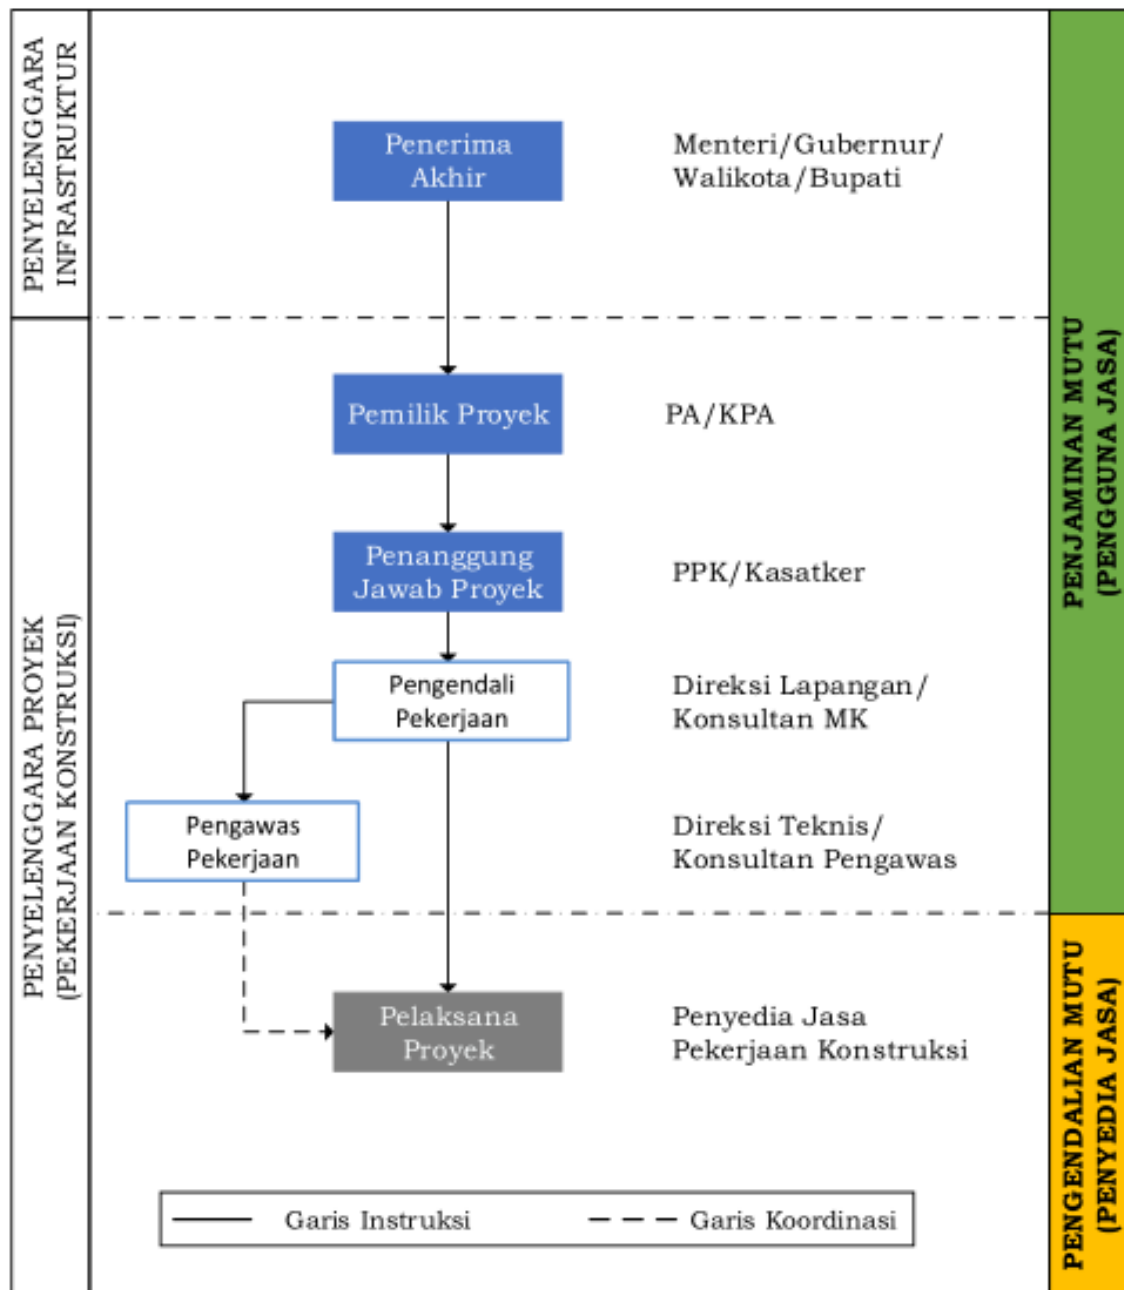 PENYELENGGARA
INFRASTRUKTUR
Penerima
Akhir
Menteri/Gubernur/
Walikota/Bupati
PENJAMINAN MUTU
(PENGGUNA JASA)
PENYELENGGARA PROYEK
(PEKERJAAN KONSTRUKSI)
Pemilik Proyek
PA/KPA
Penanggung
Jawab Proyek
PPK/Kasatker
Pengendali
Pekerjaan
Direksi Lapangan/
Konsultan MK
Pengawas
Pekerjaan
Direksi Teknis/
Konsultan Pengawas
Pelaksana
Proyek
Penyedia Jasa
Pekerjaan Konstruksi
PENGENDALIAN MUTU
(PENYEDIA JASA)
Garis Instruksi
Garis Koordinasi